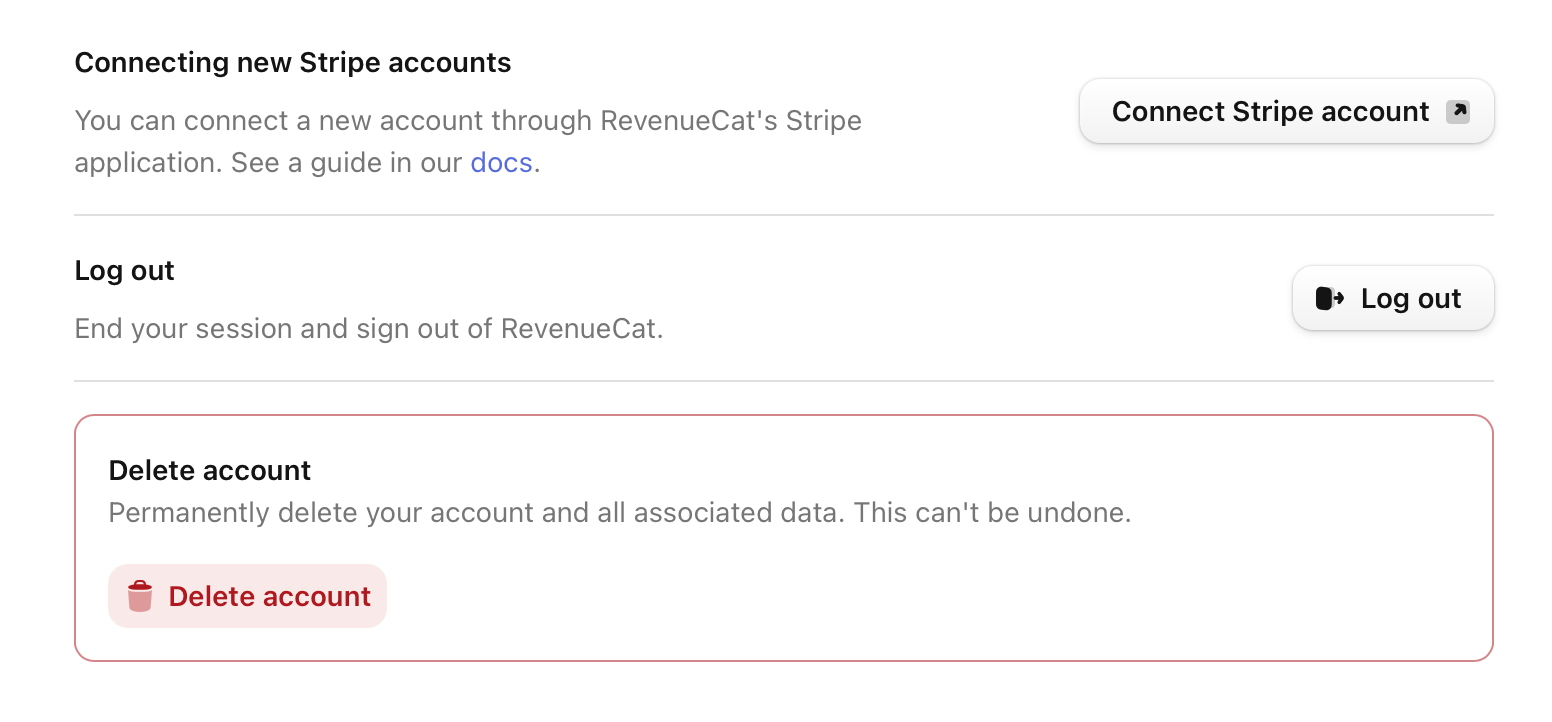 Connecting new Stripe accounts
You can connect a new account through RevenueCat's Stripe
application. See a guide in our docs.
Connect Stripe account
Log out
End your session and sign out of RevenueCat.
Log out
Delete account
Permanently delete your account and all associated data. This can't be undone.
Delete account